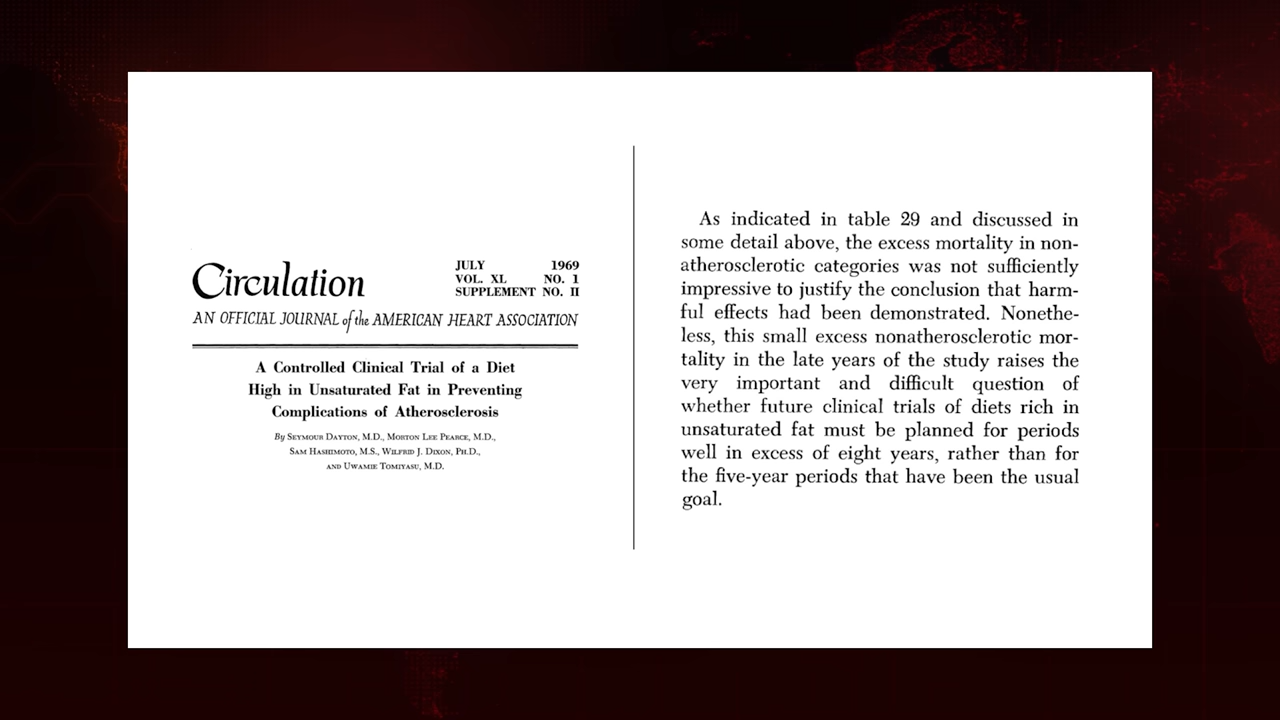 Circulation
JULY 1969
VOL. XL NO. 1
SUPPLEMENT NO. II
AN OFFICIAL JOURNAL of the AMERICAN HEART ASSOCIATION
A Controlled Clinical Trial of a Diet
High in Unsaturated Fat in Preventing
Complications of Atherosclerosis
By Seymour Dayton, M.D., Morton Lee Pearce, M.D.,
Sam Hashimoto, M.S., Wilfrid J. Dixon, Ph.D.,
and Uwamie Tomiyasu, M.D.
As indicated in table 29 and discussed in
some detail above, the excess mortality in non-
atherosclerotic categories was not sufficiently
impressive to justify the conclusion that harm-
ful effects had been demonstrated. Nonethe-
less, this small excess nonatherosclerotic mor-
tality in the late years of the study raises the
very important and difficult question of
whether future clinical trials of diets rich in
unsaturated fat must be planned for periods
well in excess of eight years, rather than for
the five-year periods that have been the usual
goal.